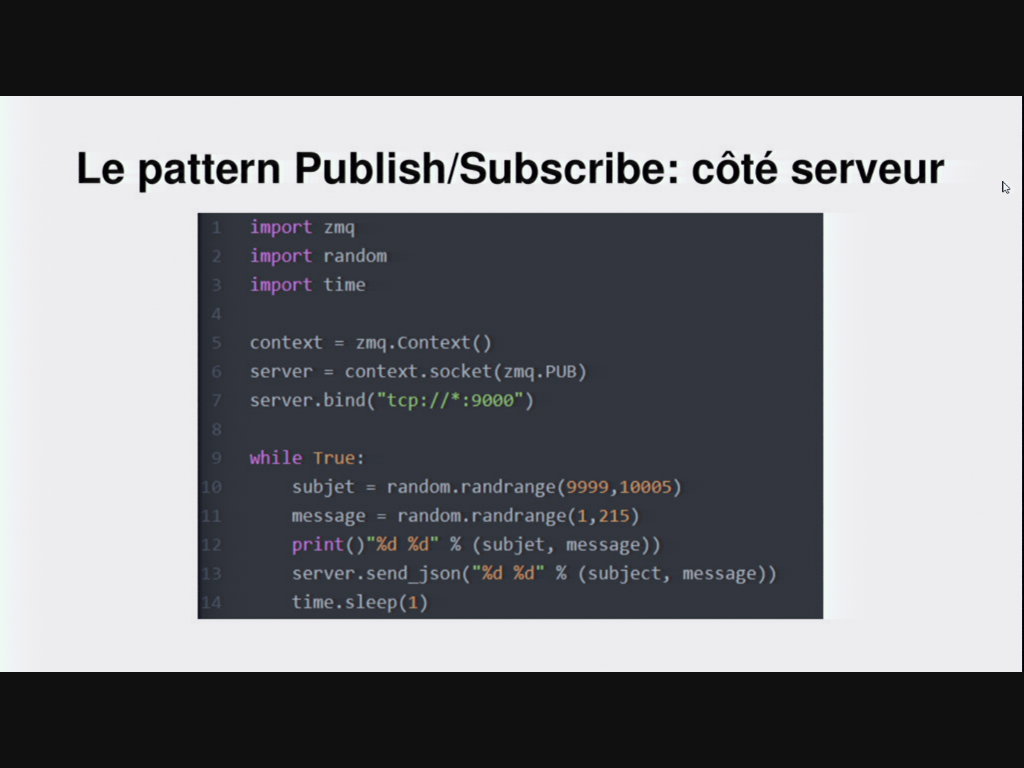 Le pattern Publish/Subscribe: côté serveur
1 import zmq
2 import random
3 import time
4
5 context = zmq.Context()
6 server = context.socket(zmq.PUB)
7 server.bind("tcp://*:9000")
8
9 while True:
10 subjet = random.randrange(9999,10005)
11 message = random.randrange(1,215)
12 print()"%d %d" % (subjet, message))
13 server.send_json("%d %d" % (subject, message))
14 time.sleep(1)